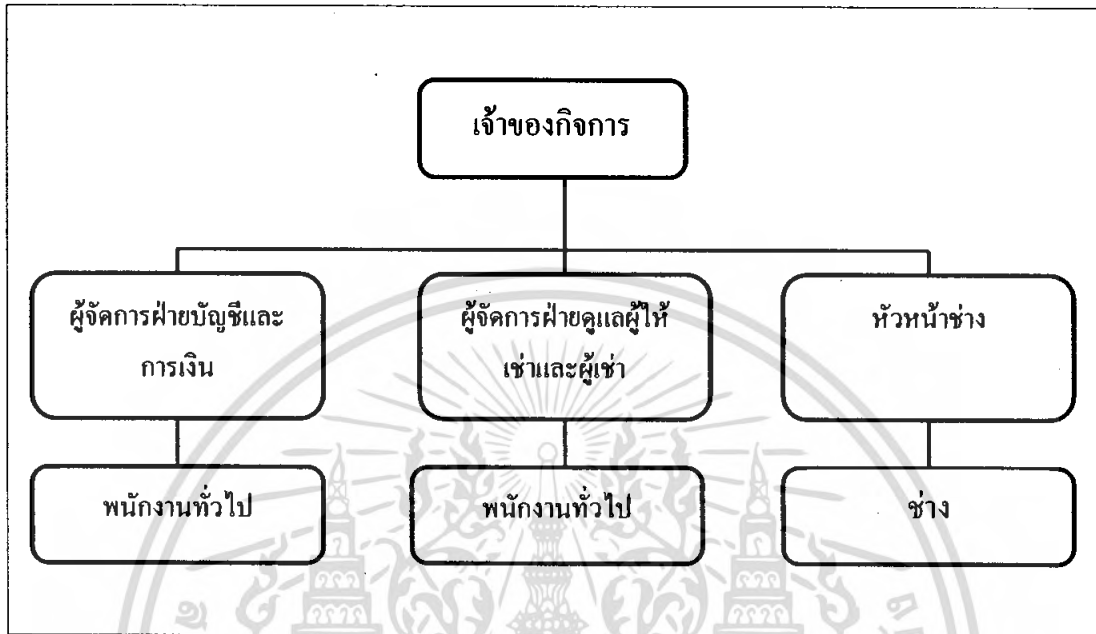 เจ้าของกิจการ
ผู้จัดการฝ่ายบัญชีและ
การเงิน
ผู้จัดการฝ่ายดูแลผู้ให้
เช่าและผู้เช่า
หัวหน้าช่าง
พนักงานทั่วไป
พนักงานทั่วไป
ช่าง